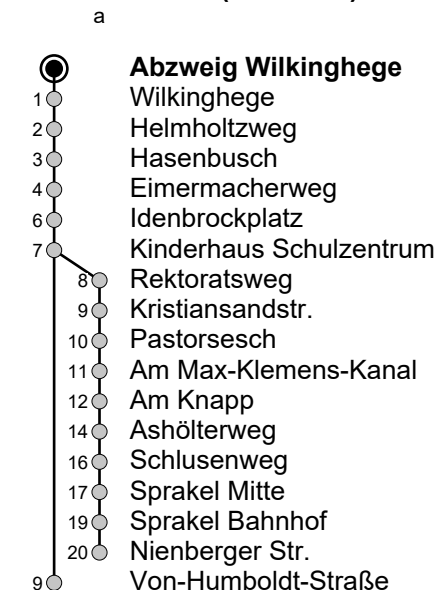 a
Abzweig Wilkinghege
1 Wilkinghege
2 Helmholtzweg
3 Hasenbusch
4 Eimermacherweg
6 Idenbrockplatz
7 Kinderhaus Schulzentrum
8 Rektoratsweg
9 Kristiansandstr.
10 Pastorsesch
11 Am Max-Klemens-Kanal
12 Am Knapp
14 Ashölterweg
16 Schlusenweg
17 Sprakel Mitte
19 Sprakel Bahnhof
20 Nienberger Str.
9 Von-Humboldt-Straße